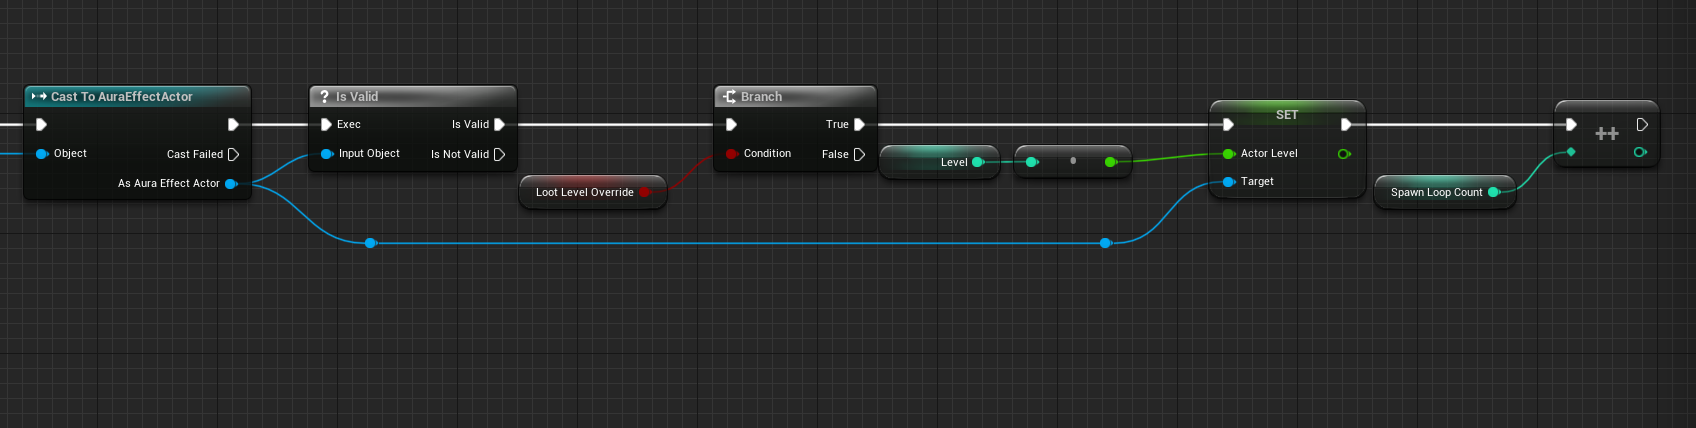 Cast To AuraEffectActor
Object
Cast Failed
As Aura Effect Actor
? Is Valid
Exec
Is Valid
Input Object
Is Not Valid
Loot Level Override
Branch
True
Condition
False
Level
SET
Actor Level
Target
Spawn Loop Count
++